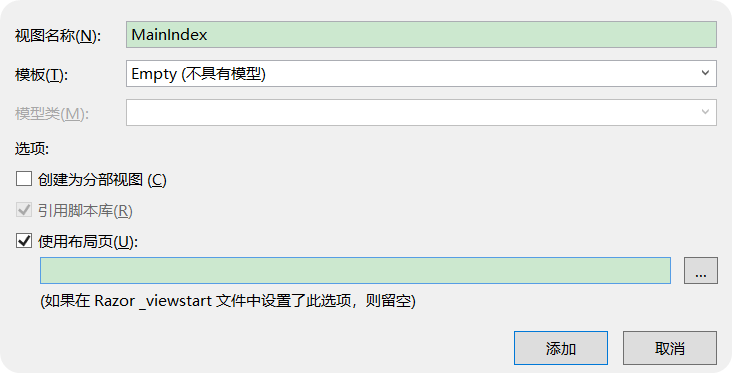 视图名称(N): MainIndex
模板(T): Empty (不具有模型)
模型类(M):
选项:
创建为分部视图 (C)
引用脚本库(R)
使用布局页(U):
...
(如果在 Razor _viewstart 文件中设置了此选项，则留空)
添加 取消